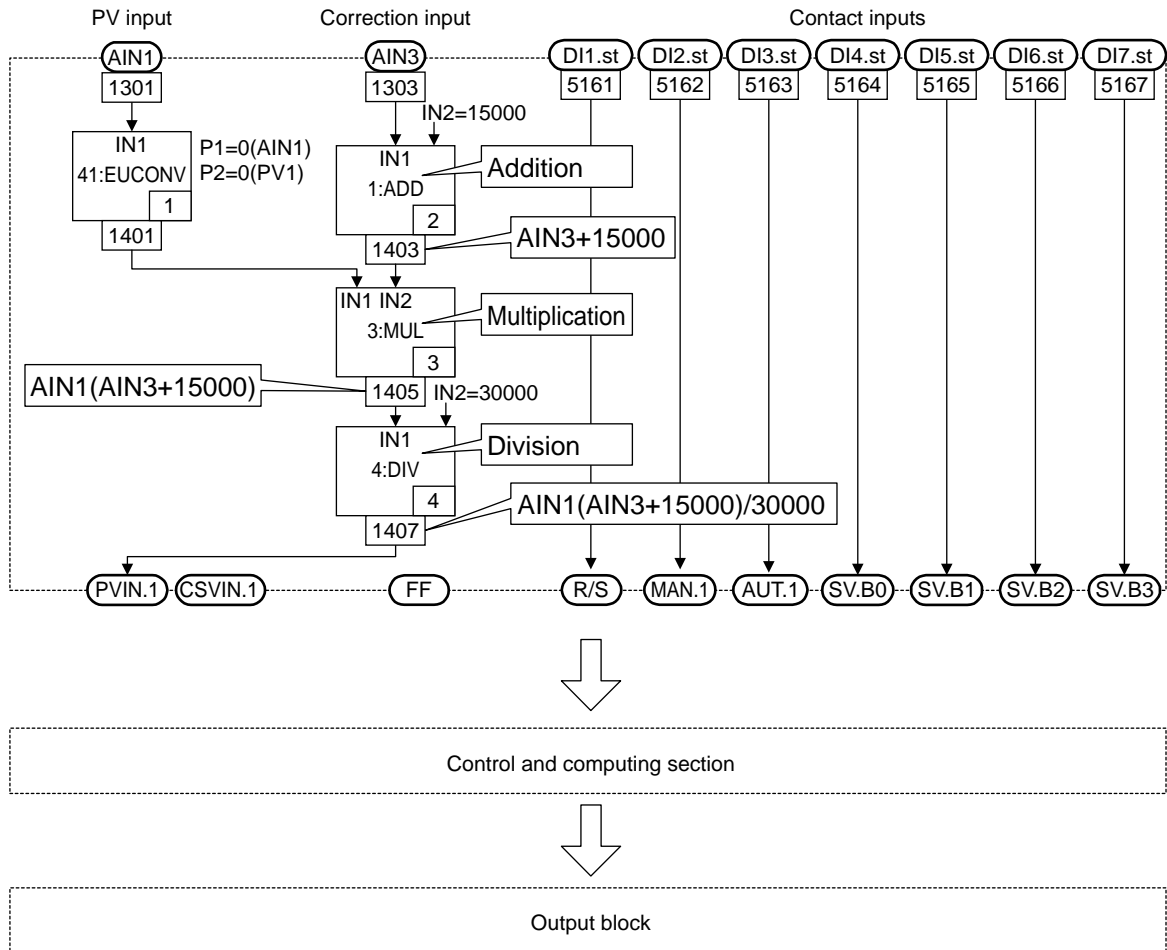 PV input Correction input Contact inputs
AIN1 AIN3 DI1.st DI2.st DI3.st DI4.st DI5.st DI6.st DI7.st
1301 1303 5161 5162 5163 5164 5165 5166 5167
IN2=15000
IN1 P1=0(AIN1)
41:EUCONV P2=0(PV1)
1
1401
IN1
1:ADD
2
Addition
1403
AIN3+15000
IN1 IN2
3:MUL
3
Multiplication
AIN1(AIN3+15000)
1405
IN2=30000
IN1
4:DIV
4
Division
1407
AIN1(AIN3+15000)/30000
PVIN.1 CSVIN.1 FF R/S MAN.1 AUT.1 SV.B0 SV.B1 SV.B2 SV.B3
Control and computing section
Output block